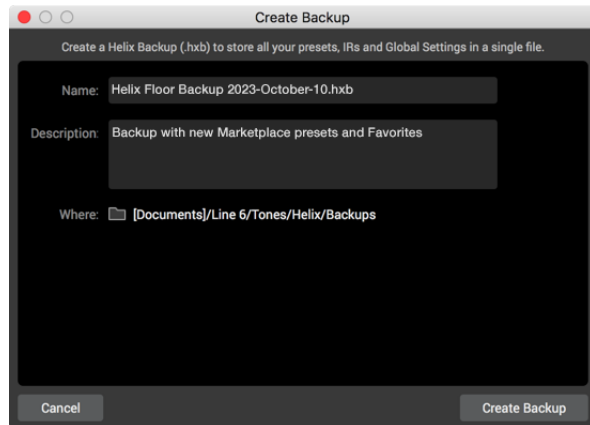 Create Backup
Create a Helix Backup (.hxb) to store all your presets, IRs and Global Settings in a single file.
Name: Helix Floor Backup 2023-October-10.hxb
Description: Backup with new Marketplace presets and Favorites
Where: [Documents]/Line 6/Tones/Helix/Backups
Cancel Create Backup